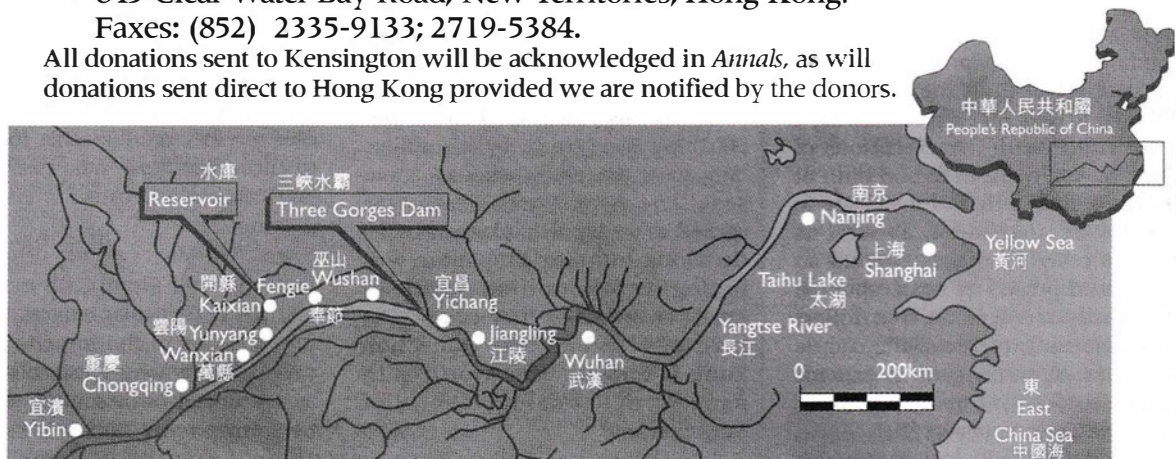 Faxes: (852) 2335-9133; 2719-5384.
All donations sent to Kensington will be acknowledged in Annals, as will
donations sent direct to Hong Kong provided we are notified by the donors.
中華人民共和國
People's Republic of China
水庫
Reservoir
三峽水霸
Three Gorges Dam
南京
Nanjing
上海
Shanghai
Yellow Sea
黃河
Taihu Lake
太湖
巫山
Wushan
開縣
Kaixian
Fengie
奉節
宜昌
Yichang
雲陽 Yunyang
Wanxian
萬縣
Jiangling
江陵
Wuhan
武漢
Yangtse River
長江
重慶
Chongqing
0 200km
宜濱
Yibin
東
East
China Sea
中國海